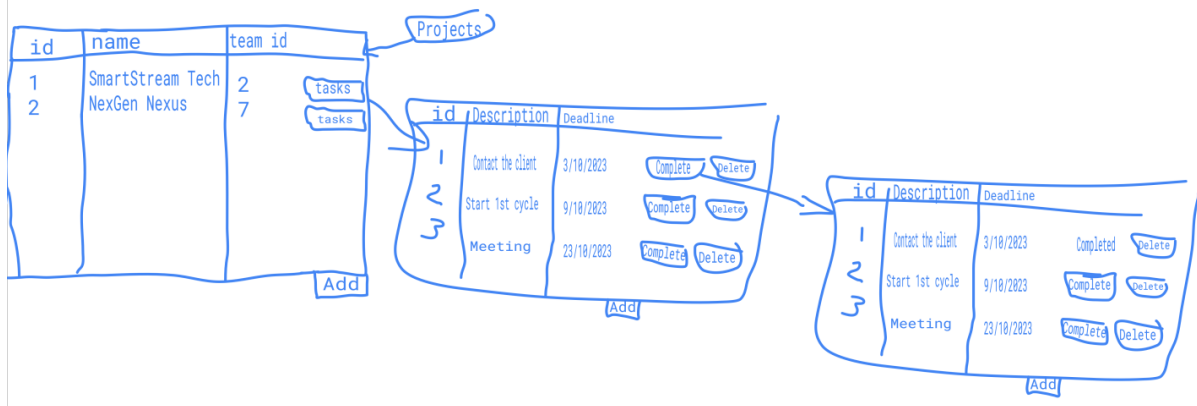 Projects
id name team id
1 SmartStream Tech 2 tasks
2 NexGen Nexus 7 tasks
Add
id Description Deadline
1 Contact the client 3/10/2023 Complete Delete
2 Start 1st cycle 9/10/2023 Complete Delete
3 Meeting 23/10/2023 Complete Delete
Add
id Description Deadline
1 Contact the client 3/10/2023 Completed Delete
2 Start 1st cycle 9/10/2023 Complete Delete
3 Meeting 23/10/2023 Complete Delete
Add